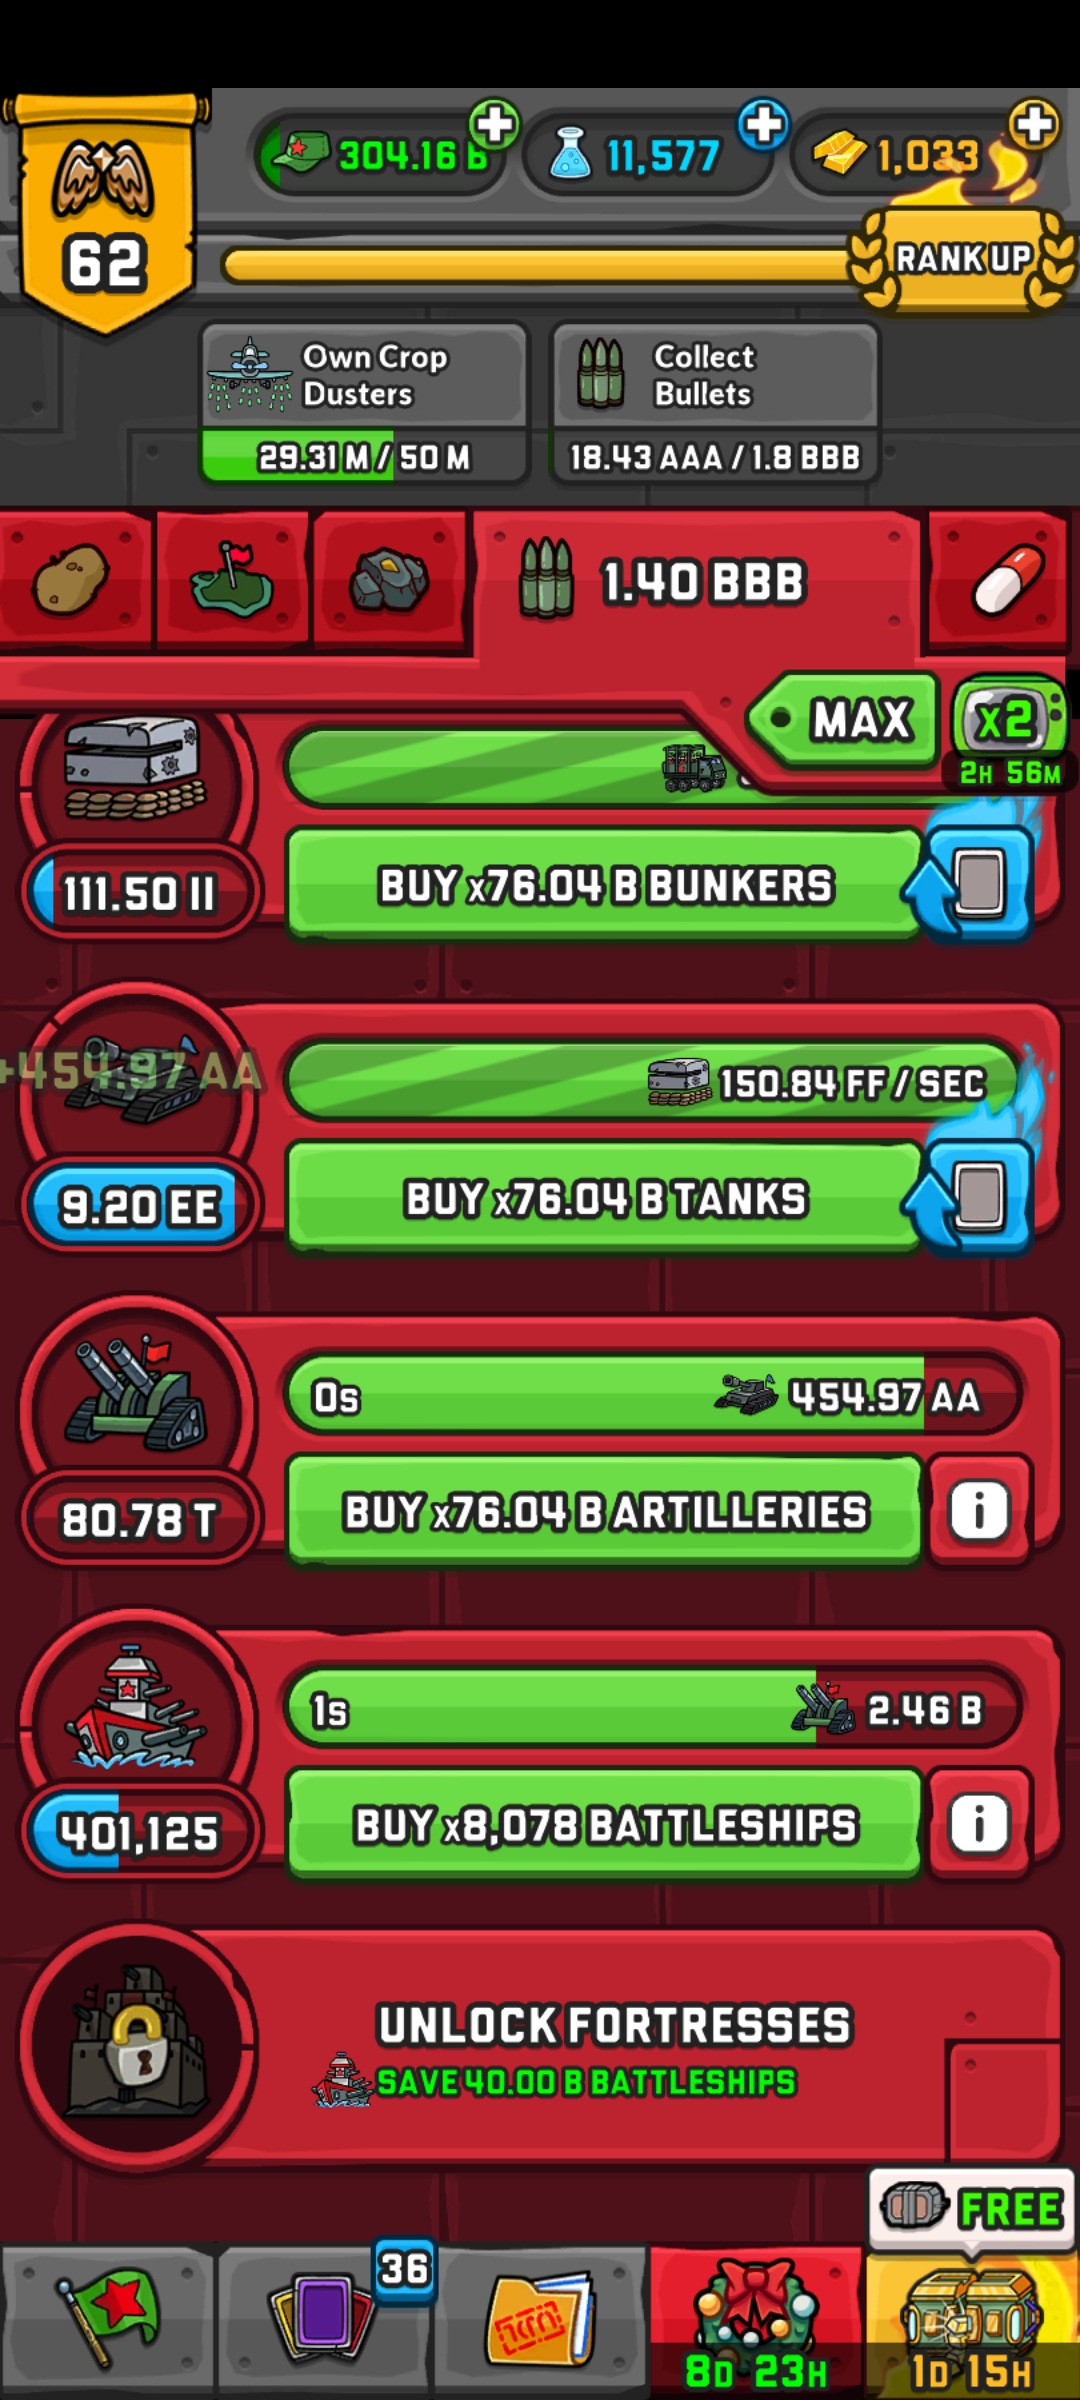 304.16 B
11,577
1,033
62
RANK UP
Own Crop
Dusters
29.31 M / 50 M
Collect
Bullets
18.43 AAA / 1.8 BBB
1.40 BBB
MAX
x2
2H 56M
111.50 II
BUY x76.04 B BUNKERS
+454.97 AA
150.84 FF / SEC
9.20 EE
BUY x76.04 B TANKS
0s
454.97 AA
80.78 T
BUY x76.04 B ARTILLERIES
i
1s
2.46 B
401,125
BUY x8,078 BATTLESHIPS
i
UNLOCK FORTRESSES
SAVE 40.00 B BATTLESHIPS
FREE
36
8D 23H
1D 15H